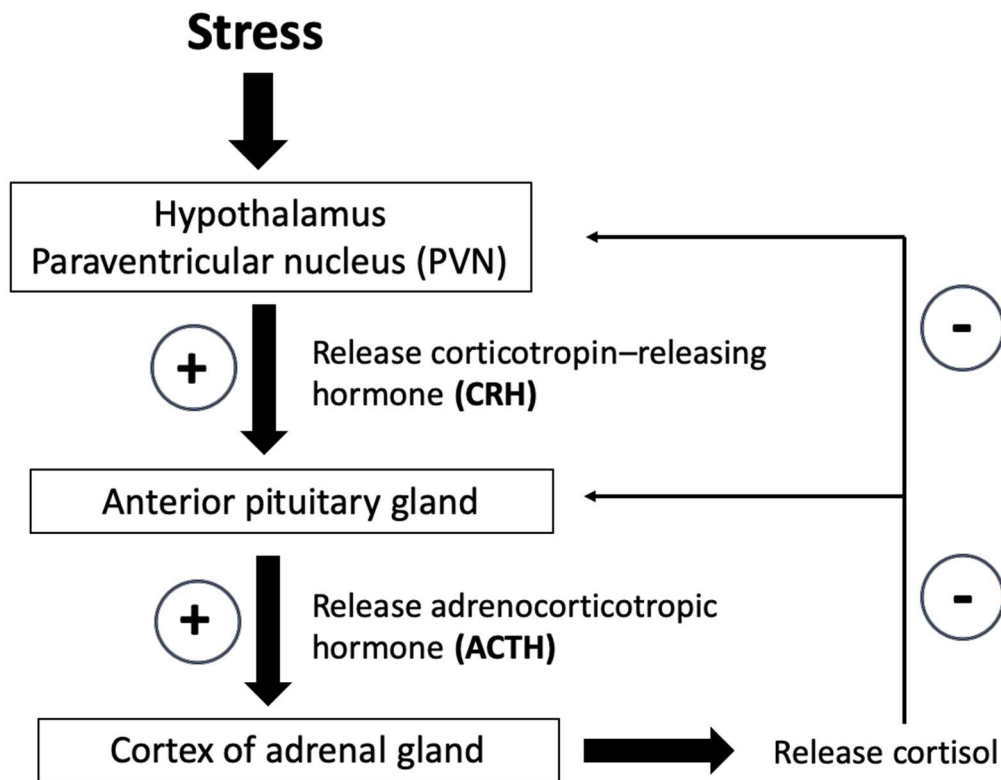 Stress
Hypothalamus
Paraventricular nucleus (PVN)
-
+
Release corticotropin–releasing
hormone (CRH)
Anterior pituitary gland
-
+
Release adrenocorticotropic
hormone (ACTH)
Cortex of adrenal gland
Release cortisol